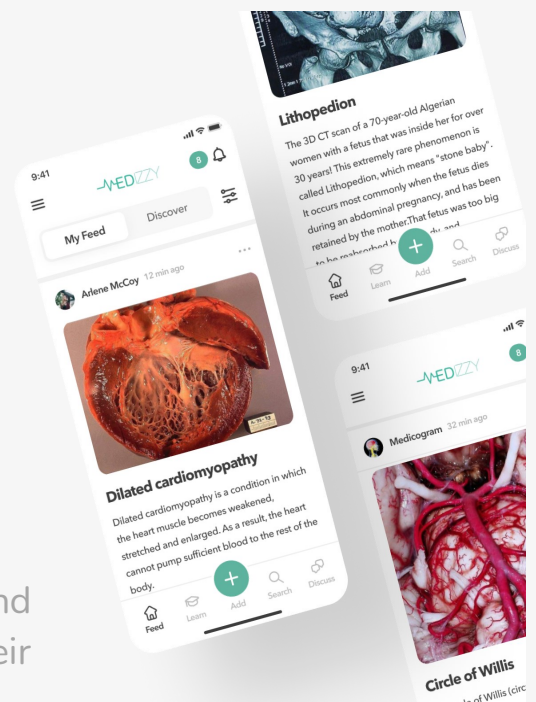 Lithopedion
The 3D CT scan of a 70-year-old Algerian
women with a fetus that was inside her for over
30 years! This extremely rare phenomenon is
called Lithopedion, which means "stone baby".
It occurs most commonly when the fetus dies
during an abdominal pregnancy, and has been
retained by the mother.That fetus was too big
to be reabsorbed
Feed
Learn
Add
Search
Discuss
9:41
MEDIZZY
8
My Feed
Discover
Arlene McCoy 12 min ago
Dilated cardiomyopathy
Dilated cardiomyopathy is a condition in which
the heart muscle becomes weakened,
stretched and enlarged. As a result, the heart
cannot pump sufficient blood to the rest of the
body.
Feed
Learn
Add
Search
Discuss
9:41
MEDIZZY
8
Medicogram 32 min ago
Circle of Willis
of Willis (circ
nd
eir